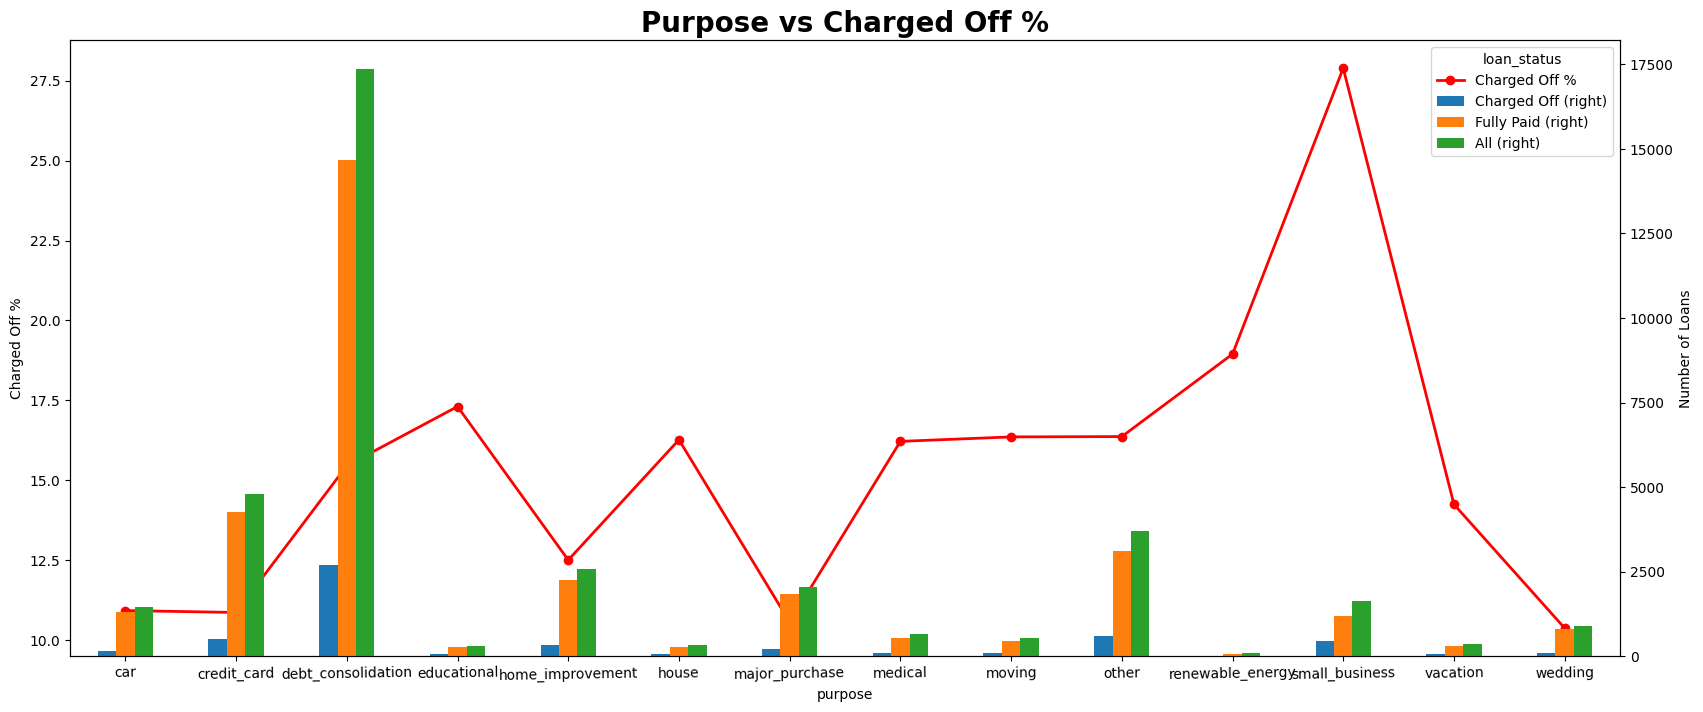 Purpose vs Charged Off %
Charged Off %
27.5
25.0
22.5
20.0
17.5
15.0
12.5
10.0
loan_status
Charged Off %
Charged Off (right)
Fully Paid (right)
All (right)
17500
15000
12500
10000
7500
5000
2500
0
Number of Loans
car credit_card debt_consolidation educational home_improvement house major_purchase medical moving other renewable_energy small_business vacation wedding
purpose